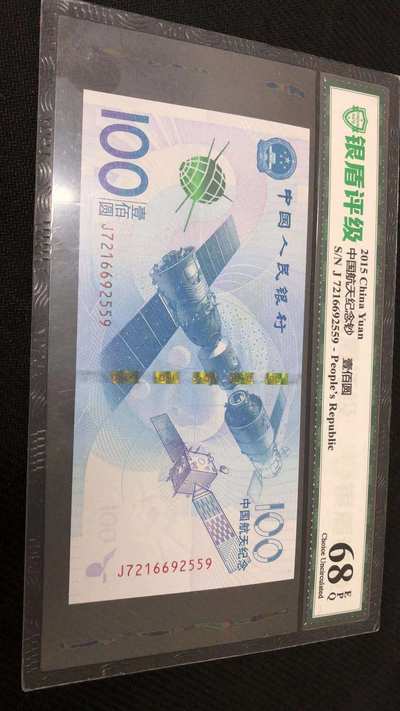 银盾评级
2015 China Yuan
中国航天纪念钞 壹佰圆
S/N J7216692559 - People's Republic
68 EPQ
Choice Uncirculated
中国人民银行
100
壹佰圆
J7216692559
100
中国航天纪念
J7216692559
100